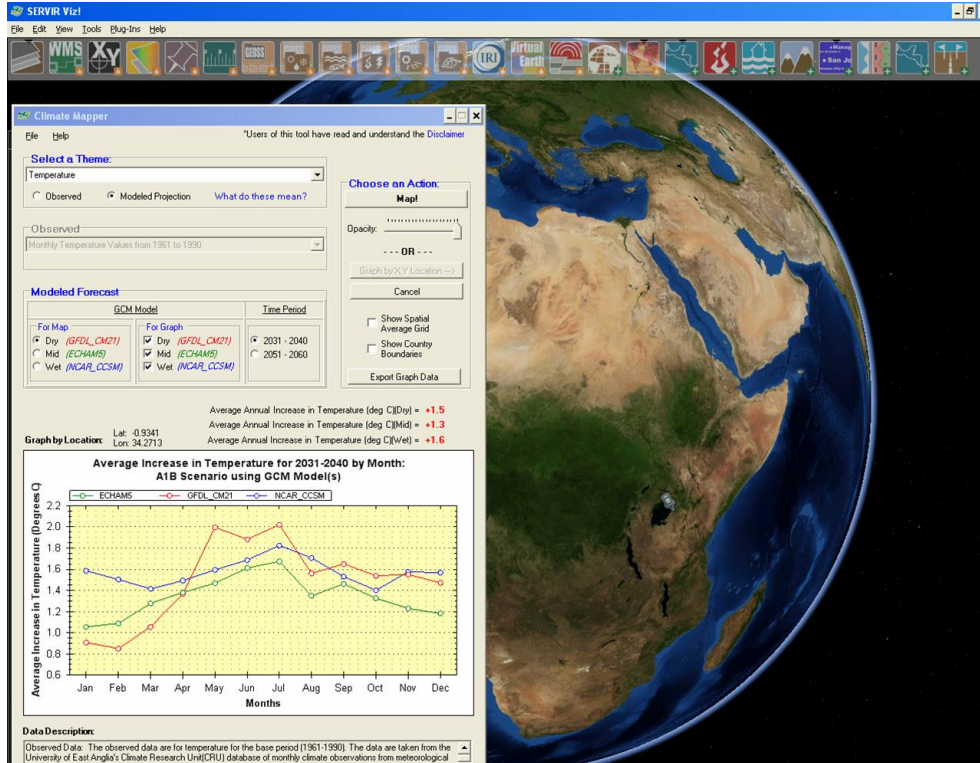 SERVIR Viz!
File Edit View Tools Plug-Ins Help
WMS
XY
GEOSS
IRI
Virtual Earth
Climate Mapper
File Help
"Users of this tool have read and understand the Disclaimer
Select a Theme:
Temperature
Observed Modeled Projection What do these mean?
Observed
Monthly Temperature Values from 1961 to 1990
Modeled Forecast
GCM Model Time Period
For Map For Graph
Dry (GFDL_CM21) Dry (GFDL_CM21) 2031 - 2040
Mid (ECHAM5) Mid (ECHAM5) 2051 - 2060
Wet (NCAR_CCSM) Wet (NCAR_CCSM)
Choose an Action:
Map!
Opacity:
- - - OR - - -
Graph by X,Y Location -->
Cancel
Show Spatial
Average Grid
Show Country
Boundaries
Export Graph Data
Average Annual Increase in Temperature (deg C)(Dry) = +1.5
Average Annual Increase in Temperature (deg C)(Mid) = +1.3
Average Annual Increase in Temperature (deg C)(Wet) = +1.6
Graph by Location: Lat: -0.9341
Lon: 34.2713
Average Increase in Temperature for 2031-2040 by Month:
A1B Scenario using GCM Model(s)
ECHAM5 GFDL_CM21 NCAR_CCSM
Average Increase in Temperature (Degrees C)
2.2
2.0
1.8
1.6
1.4
1.2
1.0
0.8
0.6
Jan Feb Mar Apr May Jun Jul Aug Sep Oct Nov Dec
Months
Data Description:
Observed Data: The observed data are for temperature for the base period (1961-1990). The data are taken from the
University of East Anglia's Climate Research Unit(CRU) database of monthly climate observations from meteorological